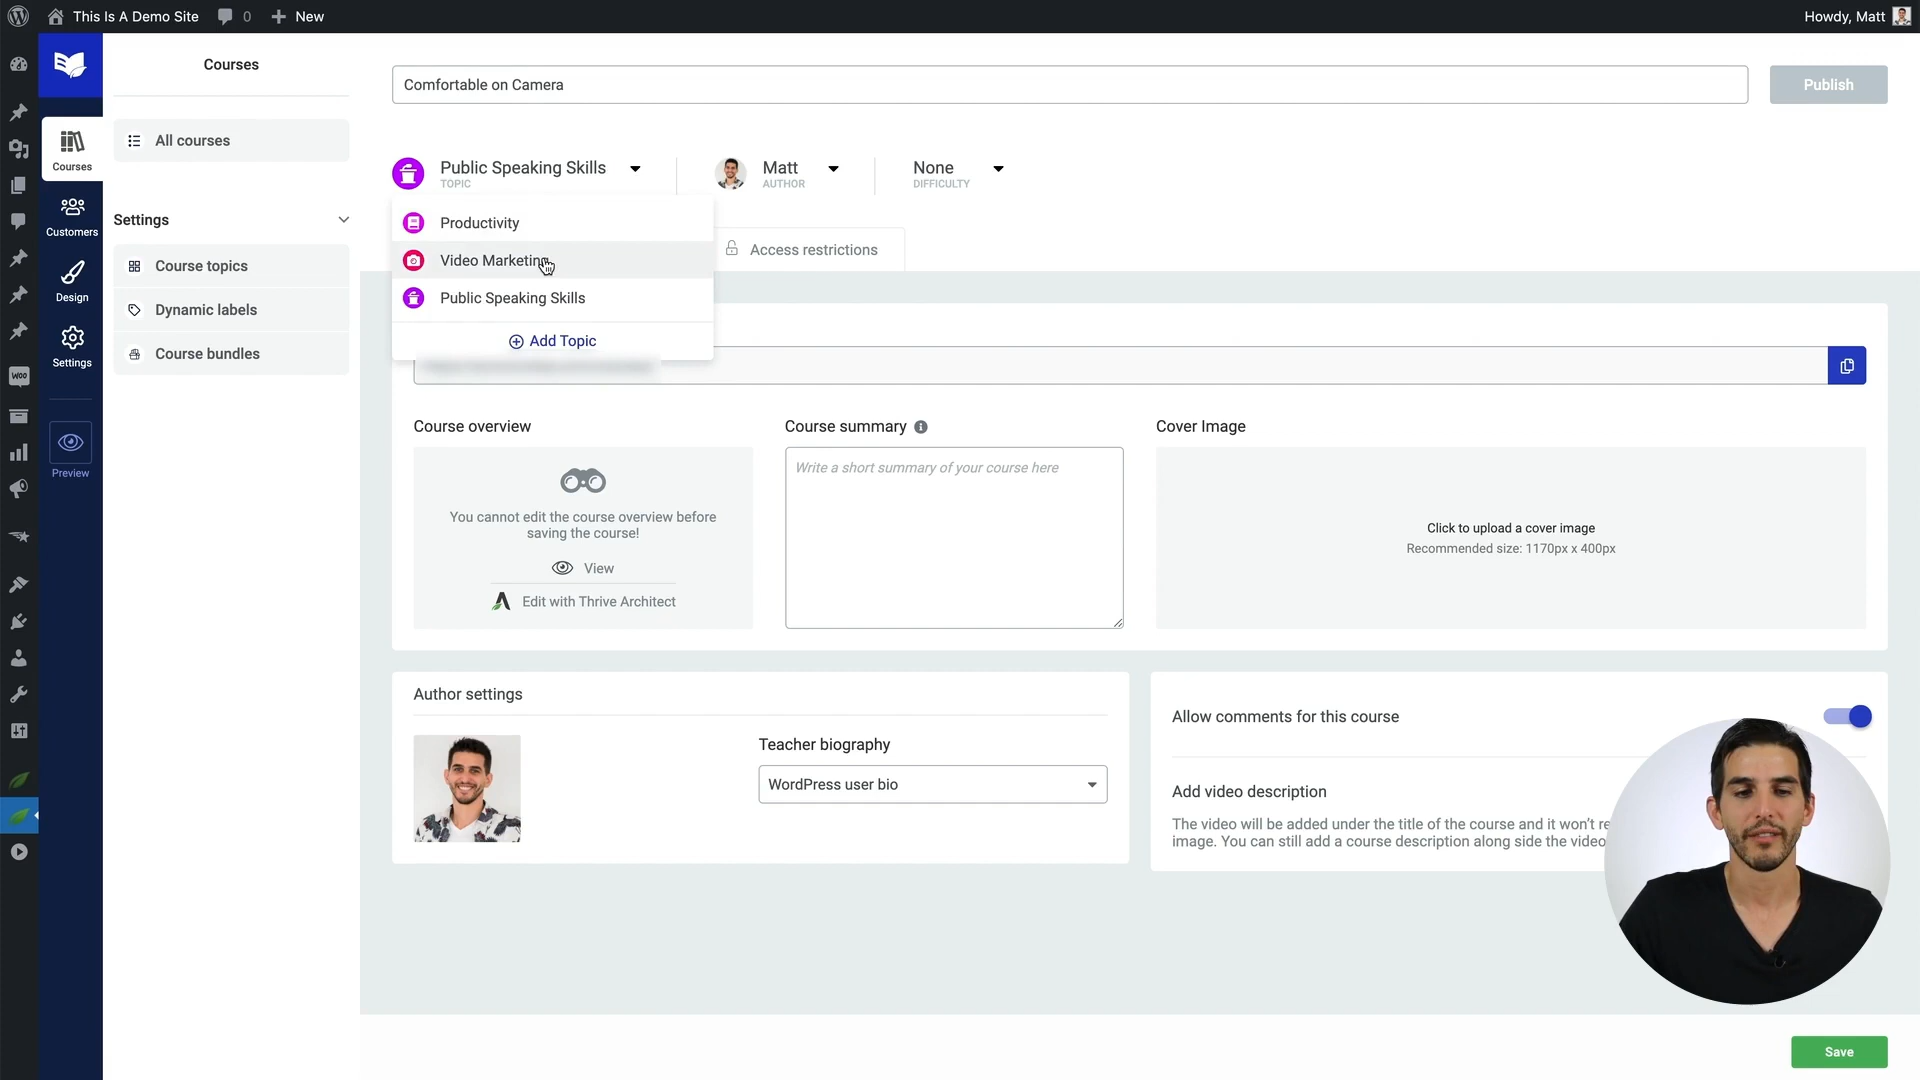 This Is A Demo Site
0
New
Howdy, Matt
Courses
Comfortable on Camera
Publish
Courses
All courses
Public Speaking Skills
TOPIC
Matt
AUTHOR
None
DIFFICULTY
Customers
Settings
Productivity
Video Marketing
Access restrictions
Course topics
Design
Public Speaking Skills
Dynamic labels
Add Topic
Settings
Course bundles
WOO
Course overview
Course summary
Cover Image
Preview
Write a short summary of your course here
You cannot edit the course overview before
saving the course!
Click to upload a cover image
Recommended size: 1170px x 400px
View
Edit with Thrive Architect
Author settings
Teacher biography
WordPress user bio
Allow comments for this course
Add video description
The video will be added under the title of the course and it won't
image. You can still add a course description along side the video
Save